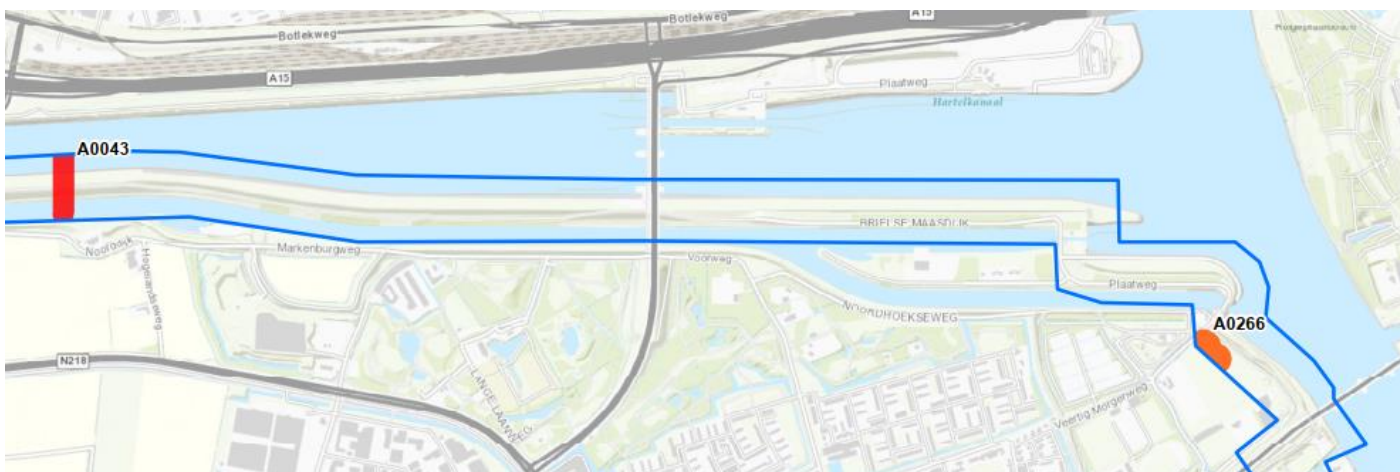 A15
Botlekweg
Botlekweg
A15
Plaatweg
Hartelkanaal
A0043
BRIELSE MAASDIJK
Noorddijk
Markenburgweg
Voorweg
Hogelandseweg
Plaatweg
NOORDHOEKSEWEG
A0266
N218
LANGE LAANWEG
Veertig Morgenweg